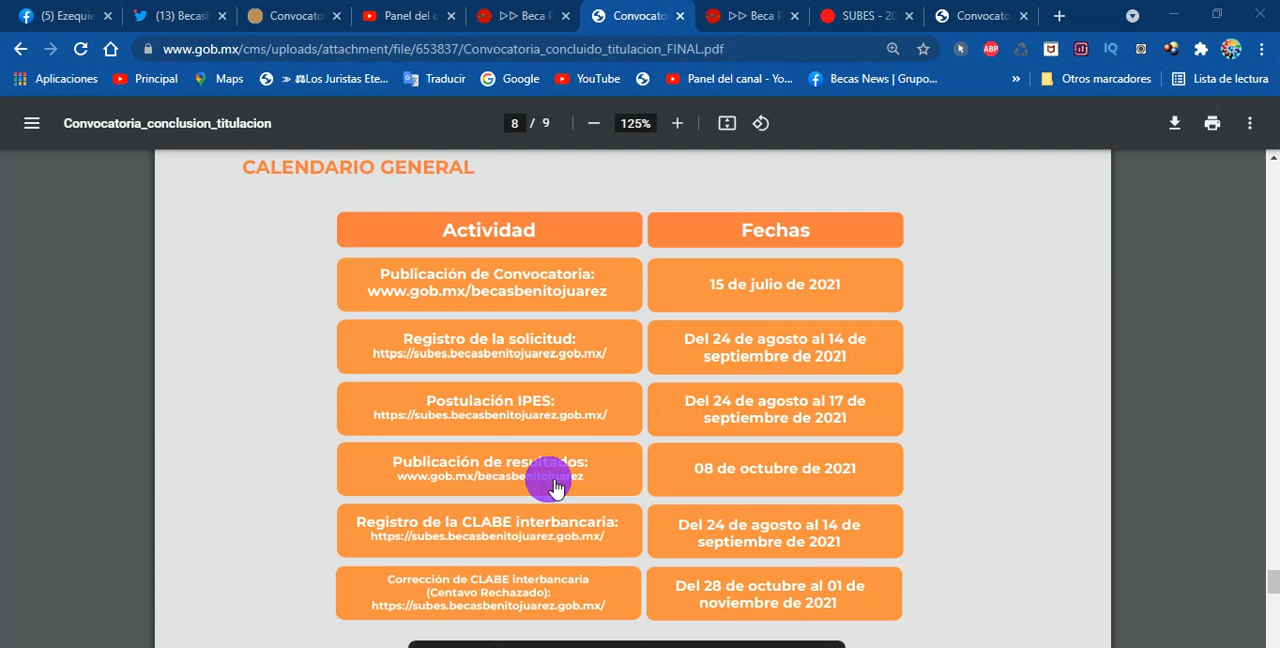 (5) Ezequie
(13) Becas
Convocato
Panel del c
▷▷ Beca P
Convocato
▷▷ Beca P
SUBES - 20
Convocato
www.gob.mx/cms/uploads/attachment/file/653837/Convocatoria_concluido_titulacion_FINAL.pdf
ABP
IQ
Aplicaciones
Principal
Maps
» ⚖Los Juristas Ete...
Traducir
Google
YouTube
Panel del canal - Yo...
Becas News | Grupo...
»
Otros marcadores
Lista de lectura
Convocatoria_conclusion_titulacion
8 / 9
125%
CALENDARIO GENERAL
Actividad
Fechas
Publicación de Convocatoria:
www.gob.mx/becasbenitojuarez
15 de julio de 2021
Registro de la solicitud:
https://subes.becasbenitojuarez.gob.mx/
Del 24 de agosto al 14 de
septiembre de 2021
Postulación IPES:
https://subes.becasbenitojuarez.gob.mx/
Del 24 de agosto al 17 de
septiembre de 2021
Publicación de resultados:
www.gob.mx/becasbenitojuarez
08 de octubre de 2021
Registro de la CLABE interbancaria:
https://subes.becasbenitojuarez.gob.mx/
Del 24 de agosto al 14 de
septiembre de 2021
Corrección de CLABE interbancaria
(Centavo Rechazado):
https://subes.becasbenitojuarez.gob.mx/
Del 28 de octubre al 01 de
noviembre de 2021